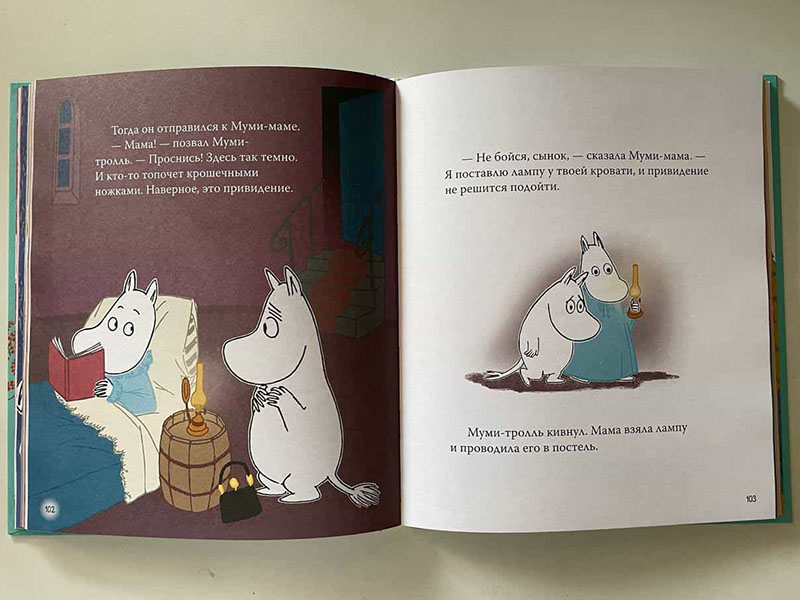 Тогда он отправился к Муми-маме.
— Мама! — позвал Муми-
тролль. — Проснись! Здесь так темно.
И кто-то топочет крошечными
ножками. Наверное, это привидение.
102
— Не бойся, сынок, — сказала Муми-мама. —
Я поставлю лампу у твоей кровати, и привидение
не решится подойти.
Муми-тролль кивнул. Мама взяла лампу
и проводила его в постель.
103